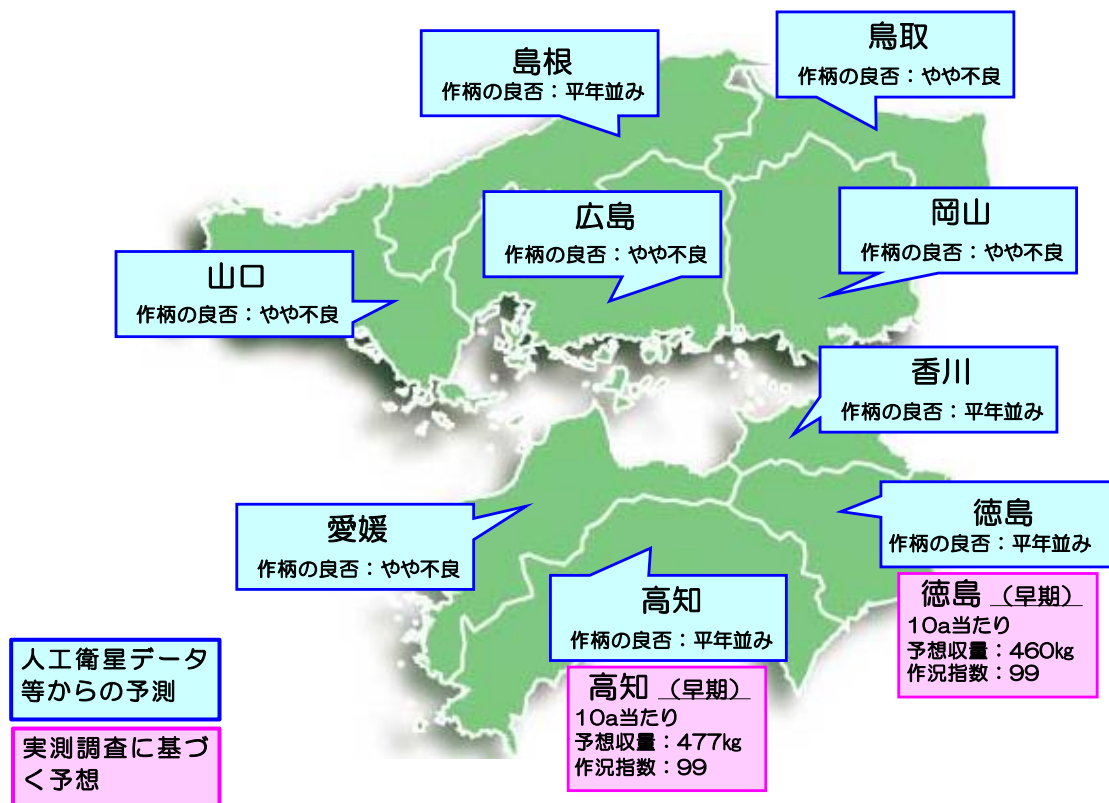 島根
作柄の良否：平年並み
鳥取
作柄の良否：やや不良
広島
作柄の良否：やや不良
岡山
作柄の良否：やや不良
山口
作柄の良否：やや不良
香川
作柄の良否：平年並み
愛媛
作柄の良否：やや不良
徳島
作柄の良否：平年並み
徳島（早期）
10a当たり
予想収量：460kg
作況指数：99
高知
作柄の良否：平年並み
高知（早期）
10a当たり
予想収量：477kg
作況指数：99
人工衛星データ
等からの予測
実測調査に基づ
く予想